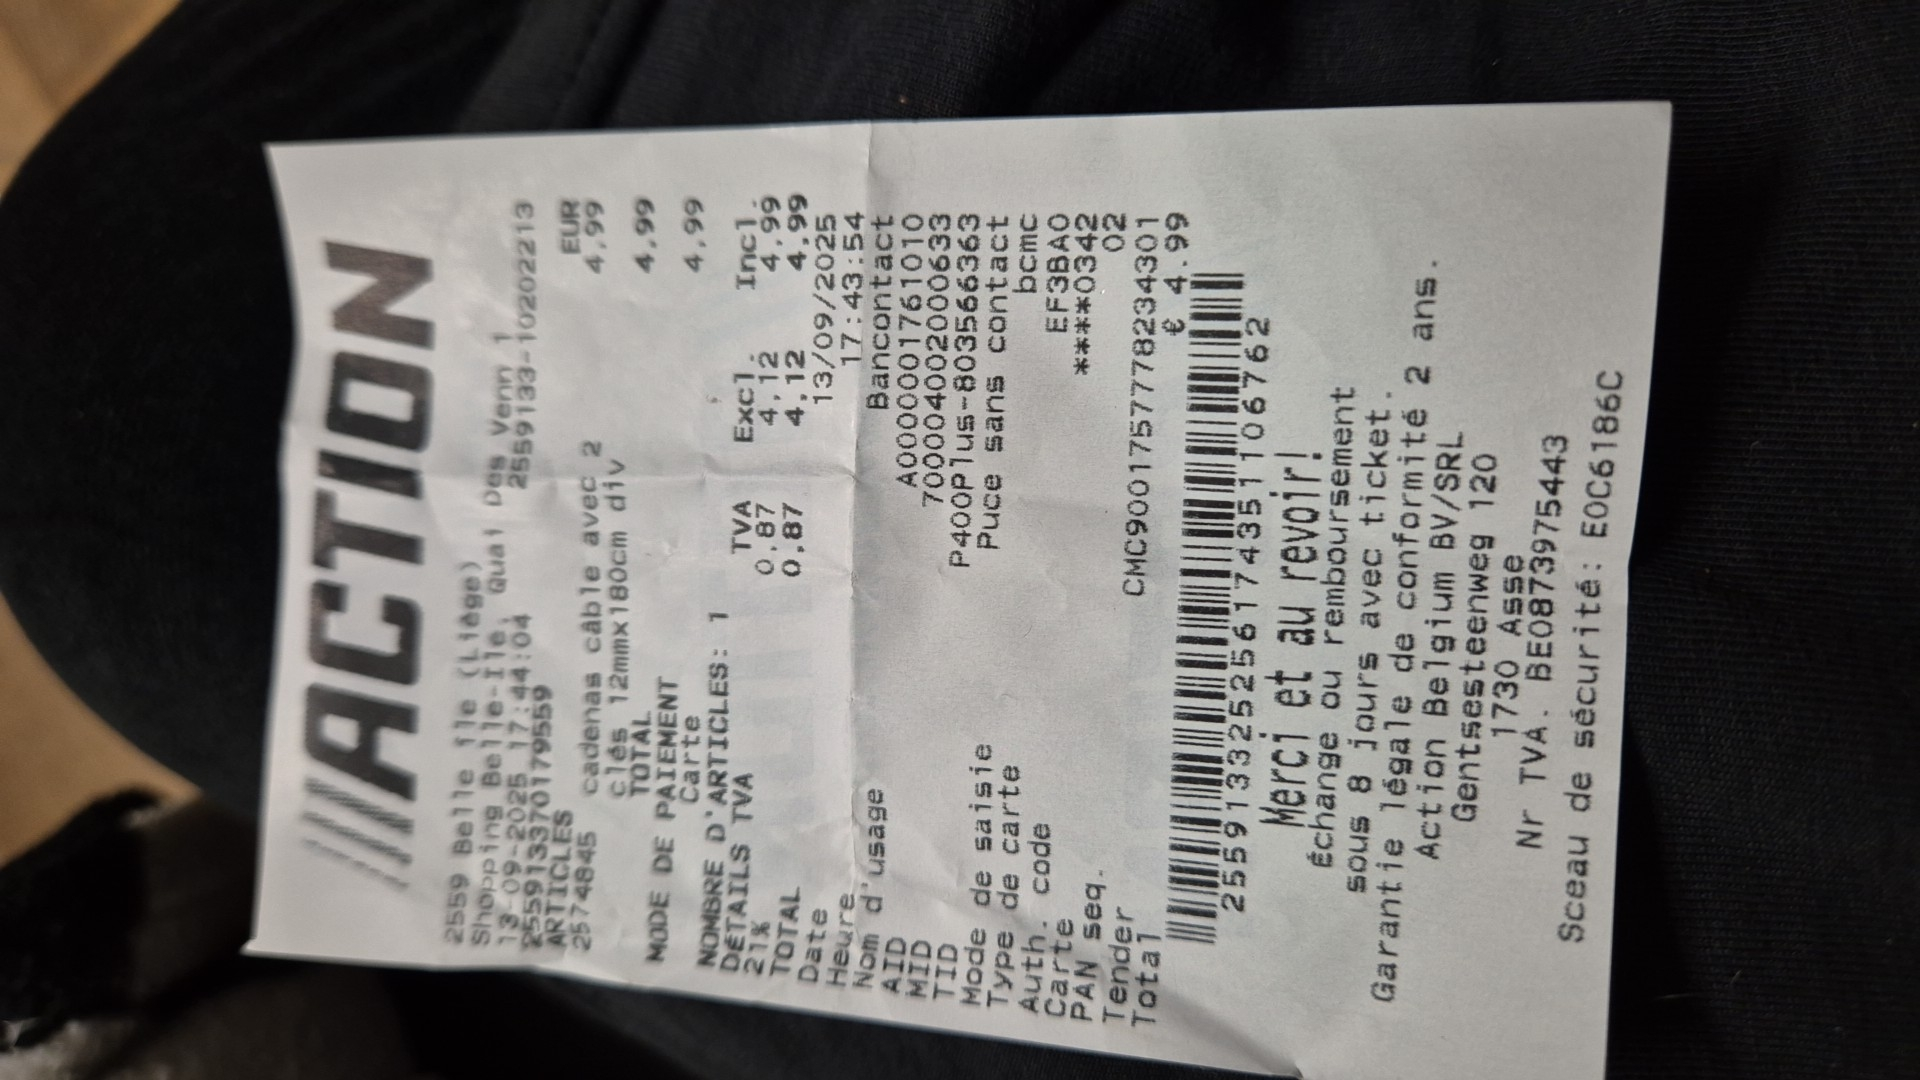 ACTION
2559 Belle île (Liège)
Shopping Belle-Ile, Quai Des Venn 1
13-09-2025 17:44:04 2559133-10202213
255913370179559
ARTICLES EUR
2574845 cadenas câble avec 2 4,99
clés 12mmx180cm div
TOTAL 4,99
MODE DE PAIEMENT
Carte 4,99
NOMBRE D'ARTICLES: 1
DÉTAILS TVA TVA Excl. Incl.
21% 0,87 4,12 4,99
TOTAL 0,87 4,12 4,99
Date 13/09/2025
Heure 17:43:54
Nom d'usage Bancontact
AID A0000001761010
MID 700004002000633
TID P400Plus-803566363
Mode de saisie Puce sans contact
Type de carte bcmc
Auth. code EF3BA0
Carte ****0342
PAN seq. 02
Tender CMC9001757778234301
Total € 4.99
255913325256174351106762
Merci et au revoir!
Échange ou remboursement
sous 8 jours avec ticket.
Garantie légale de conformité 2 ans.
Action Belgium BV/SRL
Gentsesteenweg 120
1730 Asse
Nr TVA. BE0873975443
Sceau de sécurité: E0C6186C